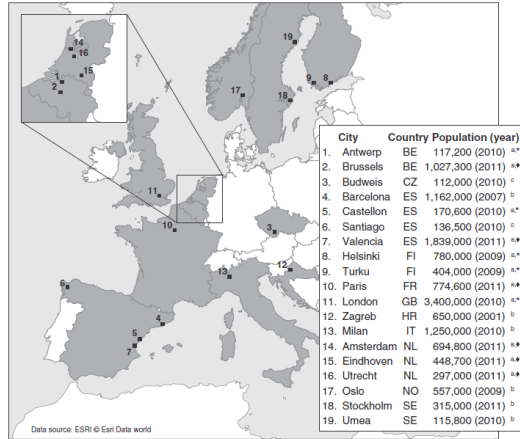 14
16
15
1
2
19
9
8
17
18
11
10
3
12
13
6
4
5
7
City Country Population (year)
1. Antwerp BE 117,200 (2010) a,*
2. Brussels BE 1,027,300 (2011) a,♦
3. Budweis CZ 112,000 (2010) c
4. Barcelona ES 1,162,000 (2007) b
5. Castellon ES 170,600 (2010) a,*
6. Santiago ES 136,500 (2010) c
7. Valencia ES 1,839,000 (2011) a,♦
8. Helsinki FI 780,000 (2009) a,*
9. Turku FI 404,000 (2009) a,*
10. Paris FR 774,600 (2011) a,♦
11. London GB 3,400,000 (2010) a,*
12. Zagreb HR 650,000 (2001) b
13. Milan IT 1,250,000 (2010) b
14. Amsterdam NL 694,800 (2011) a,♦
15. Eindhoven NL 448,700 (2011) a,♦
16. Utrecht NL 297,000 (2011) a,♦
17. Oslo NO 557,000 (2009) b
18. Stockholm SE 315,000 (2011) b
19. Umea SE 115,800 (2010) b
Data source: ESRI © Esri Data world